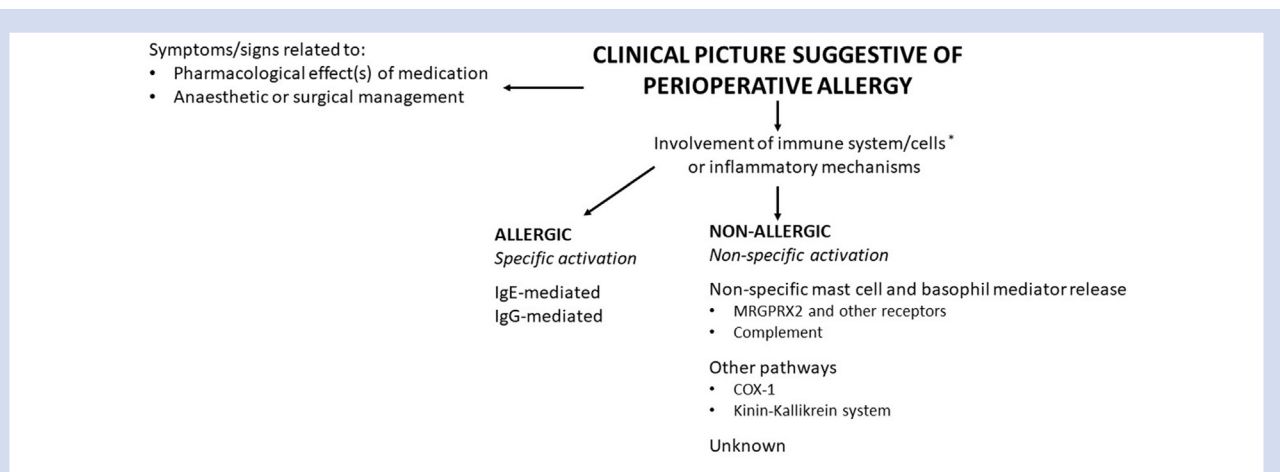 Symptoms/signs related to:
• Pharmacological effect(s) of medication
• Anaesthetic or surgical management
CLINICAL PICTURE SUGGESTIVE OF
PERIOPERATIVE ALLERGY
Involvement of immune system/cells*
or inflammatory mechanisms
ALLERGIC
Specific activation
IgE-mediated
IgG-mediated
NON-ALLERGIC
Non-specific activation
Non-specific mast cell and basophil mediator release
• MRGPRX2 and other receptors
• Complement
Other pathways
• COX-1
• Kinin-Kallikrein system
Unknown